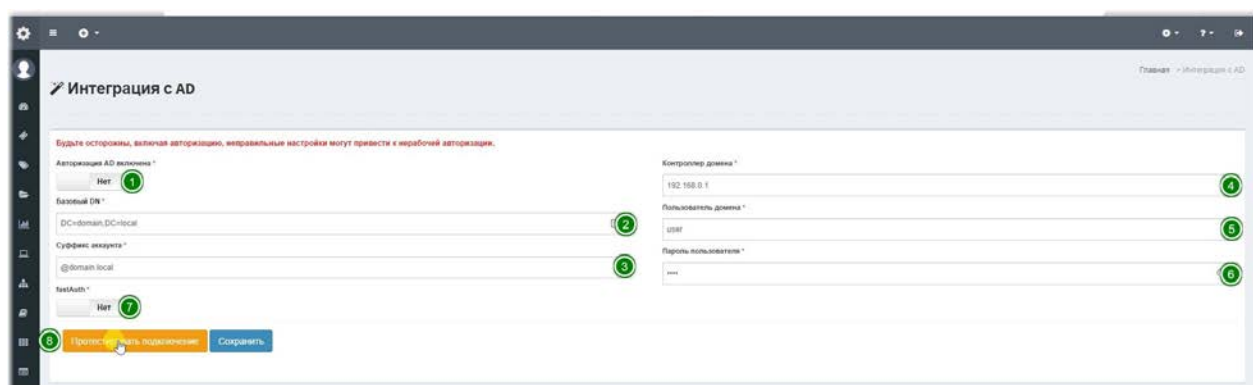 Главная > Интеграция с AD
Интеграция с AD
Будьте осторожны, включая авторизацию, неправильные настройки могут привести к нерабочей авторизации.
Авторизация AD включена *
Нет
1
Базовый DN *
DC=domain,DC=local
2
Суффикс аккаунта *
@domain.local
3
fastAuth *
Нет
7
Контроллер домена *
192.168.0.1
4
Пользователь домена *
user
5
Пароль пользователя *
••••
6
8
Протестировать подключение
Сохранить